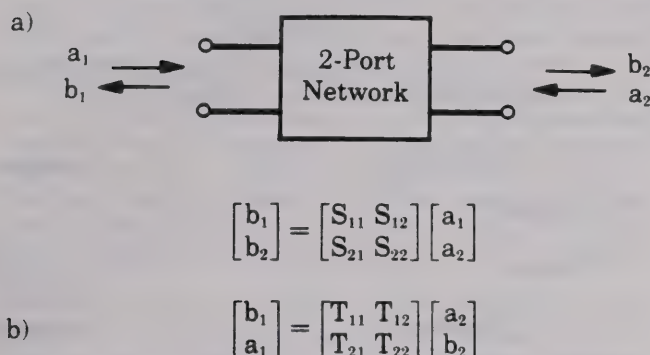 a)
a₁ b₂
2-Port
b₁ Network a₂
[b₁ b₂] = [S₁₁ S₁₂ S₂₁ S₂₂] [a₁ a₂]
b) [b₁ a₁] = [T₁₁ T₁₂ T₂₁ T₂₂] [a₂ b₂]